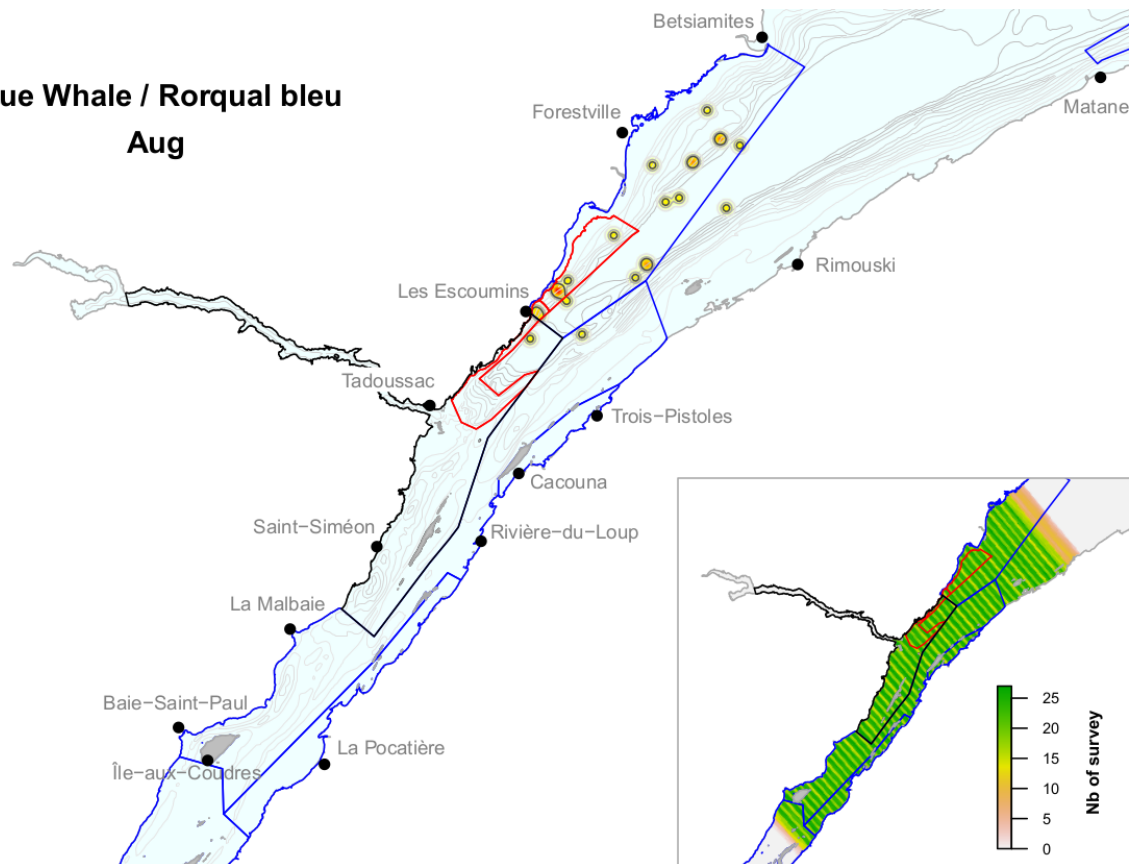 Betsiamites
ue Whale / Rorqual bleu
Aug
Forestville
Matane
Rimouski
Les Escoumins
Tadoussac
Trois−Pistoles
Cacouna
Saint−Siméon
Rivière−du−Loup
La Malbaie
Baie−Saint−Paul
La Pocatière
Île−aux−Coudres
25
20
15
10
5
0
Nb of survey